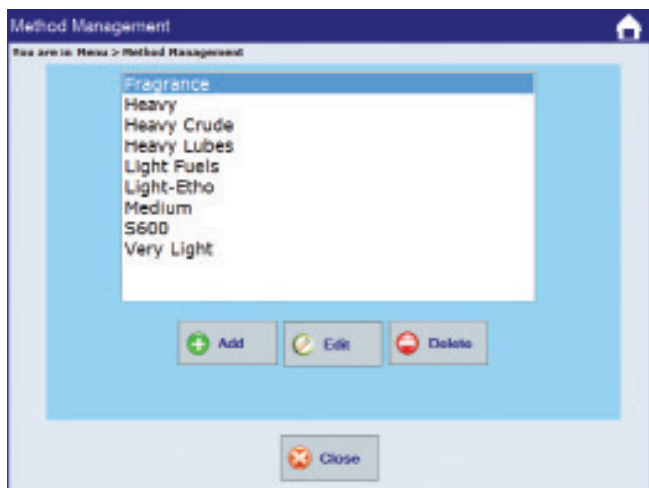 Method Management
You are in: Menu > Method Management
Fragrance
Heavy
Heavy Crude
Heavy Lubes
Light Fuels
Light-Etho
Medium
S600
Very Light
Add
Edit
Delete
Close